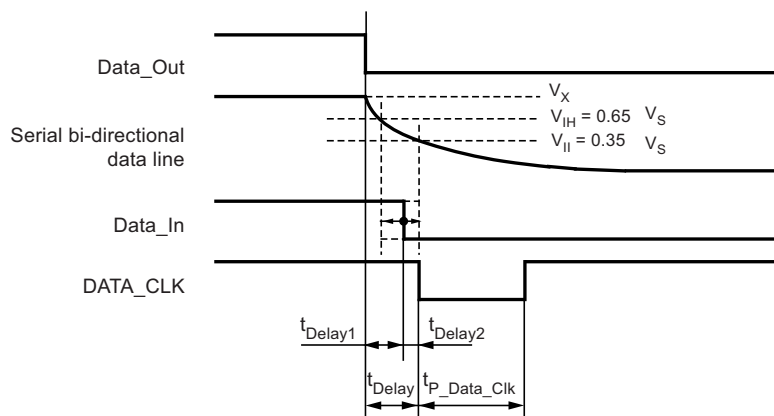 Data_Out
V_X
V_IH = 0.65 V_S
V_Il = 0.35 V_S
Serial bi-directional
data line
Data_In
DATA_CLK
t_Delay1
t_Delay2
t_Delay
t_P_Data_Clk